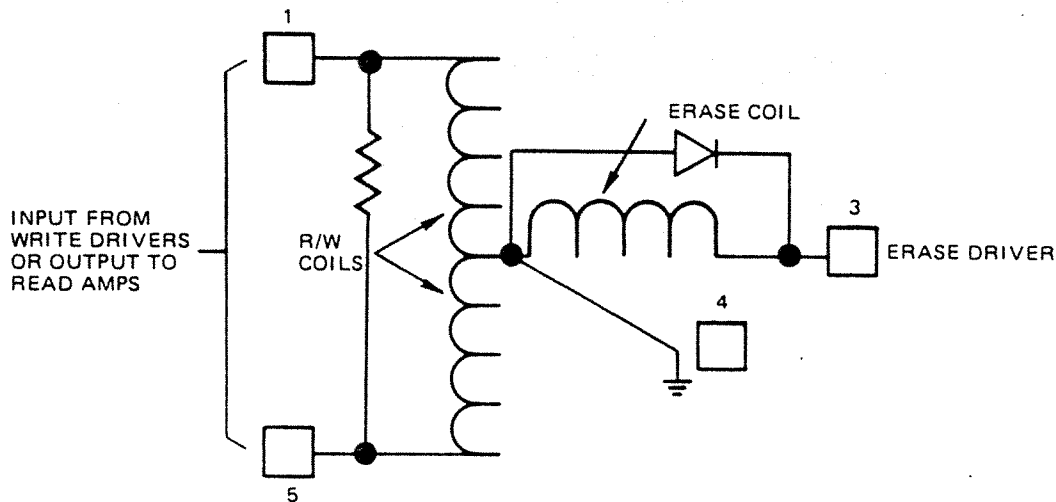 1
ERASE COIL
INPUT FROM
WRITE DRIVERS
OR OUTPUT TO
READ AMPS
R/W
COILS
3
ERASE DRIVER
4
5